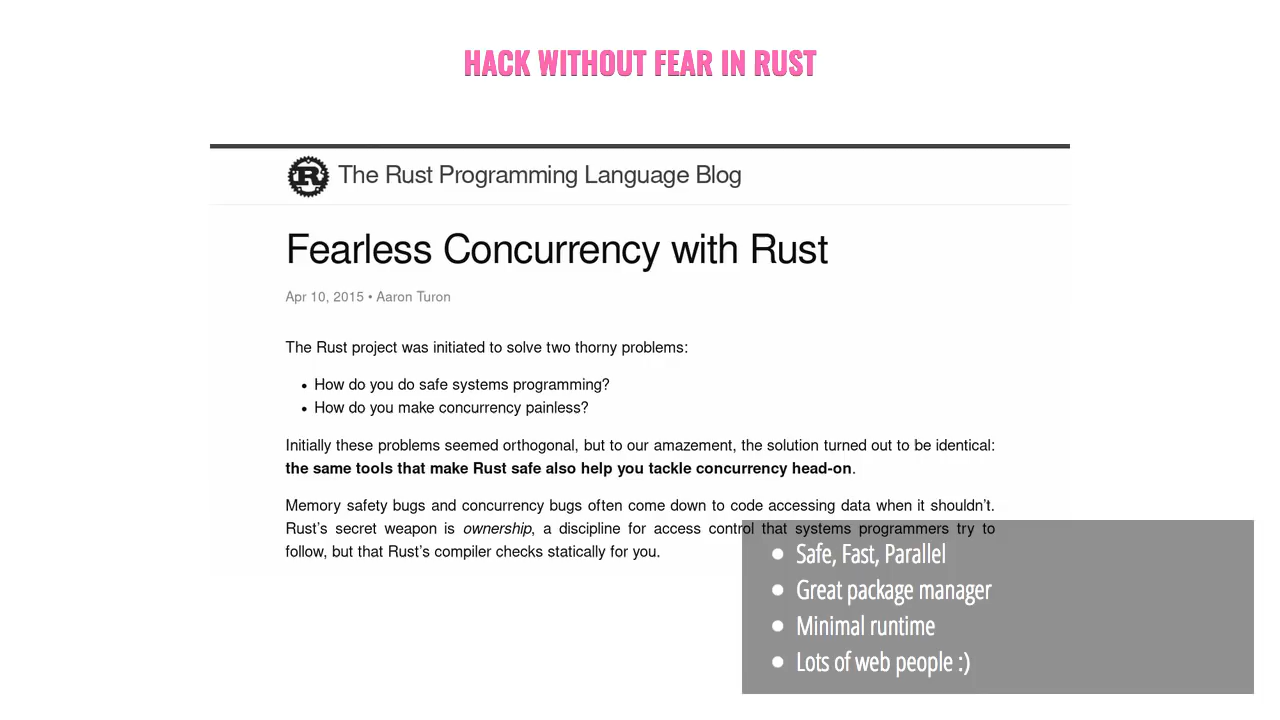 HACK WITHOUT FEAR IN RUST
R
The Rust Programming Language Blog
Fearless Concurrency with Rust
Apr 10, 2015 • Aaron Turon
The Rust project was initiated to solve two thorny problems:
• How do you do safe systems programming?
• How do you make concurrency painless?
Initially these problems seemed orthogonal, but to our amazement, the solution turned out to be identical:
the same tools that make Rust safe also help you tackle concurrency head-on.
Memory safety bugs and concurrency bugs often come down to code accessing data when it shouldn't.
Rust's secret weapon is ownership, a discipline for access control that systems programmers try to
follow, but that Rust's compiler checks statically for you.
• Safe, Fast, Parallel
• Great package manager
• Minimal runtime
• Lots of web people :)